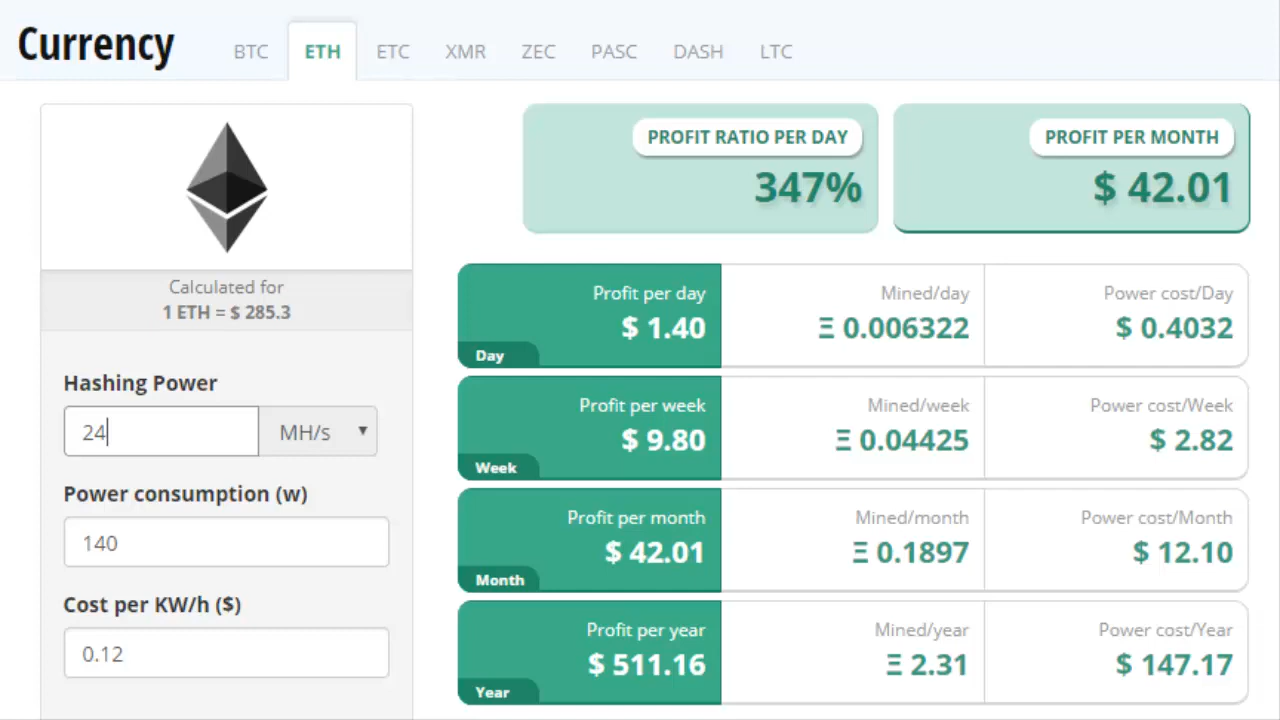 Currency BTC ETH ETC XMR ZEC PASC DASH LTC
Calculated for
1 ETH = $ 285.3
Hashing Power
24 MH/s ▼
Power consumption (w)
140
Cost per KW/h ($)
0.12
PROFIT RATIO PER DAY
347%
PROFIT PER MONTH
$ 42.01
Profit per day Mined/day Power cost/Day
$ 1.40 Ξ 0.006322 $ 0.4032
Day
Profit per week Mined/week Power cost/Week
$ 9.80 Ξ 0.04425 $ 2.82
Week
Profit per month Mined/month Power cost/Month
$ 42.01 Ξ 0.1897 $ 12.10
Month
Profit per year Mined/year Power cost/Year
$ 511.16 Ξ 2.31 $ 147.17
Year